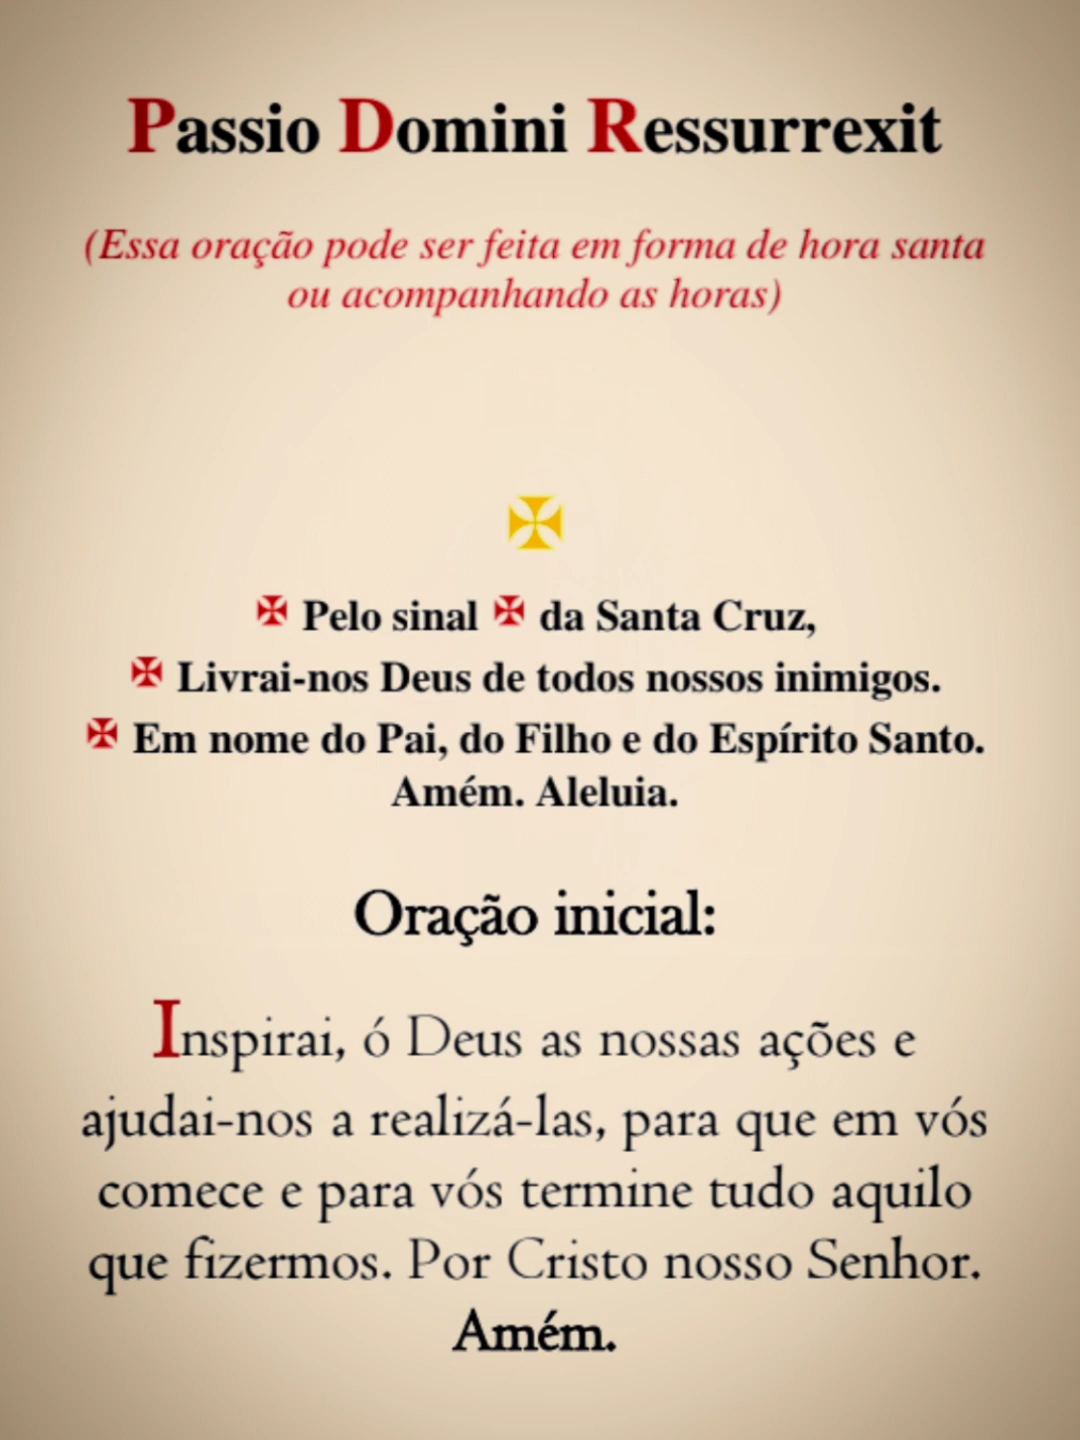 Passio Domini Ressurrexit
(Essa oração pode ser feita em forma de hora santa
ou acompanhando as horas)
✠
✠ Pelo sinal ✠ da Santa Cruz,
✠ Livrai-nos Deus de todos nossos inimigos.
✠ Em nome do Pai, do Filho e do Espírito Santo.
Amém. Aleluia.
Oração inicial:
Inspirai, ó Deus as nossas ações e
ajudai-nos a realizá-las, para que em vós
comece e para vós termine tudo aquilo
que fizermos. Por Cristo nosso Senhor.
Amém.